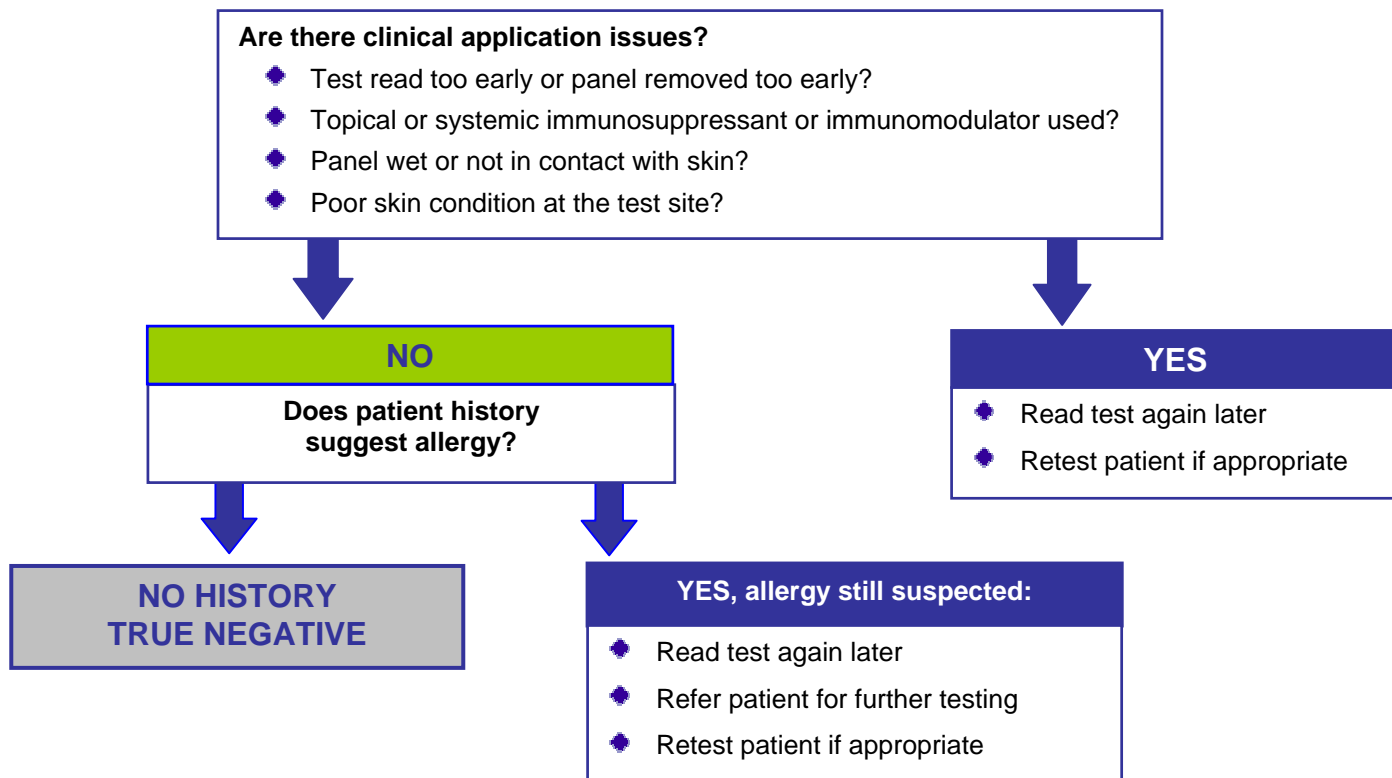 Are there clinical application issues?
Test read too early or panel removed too early?
Topical or systemic immunosuppressant or immunomodulator used?
Panel wet or not in contact with skin?
Poor skin condition at the test site?
NO
Does patient history
suggest allergy?
YES
Read test again later
Retest patient if appropriate
NO HISTORY
TRUE NEGATIVE
YES, allergy still suspected:
Read test again later
Refer patient for further testing
Retest patient if appropriate